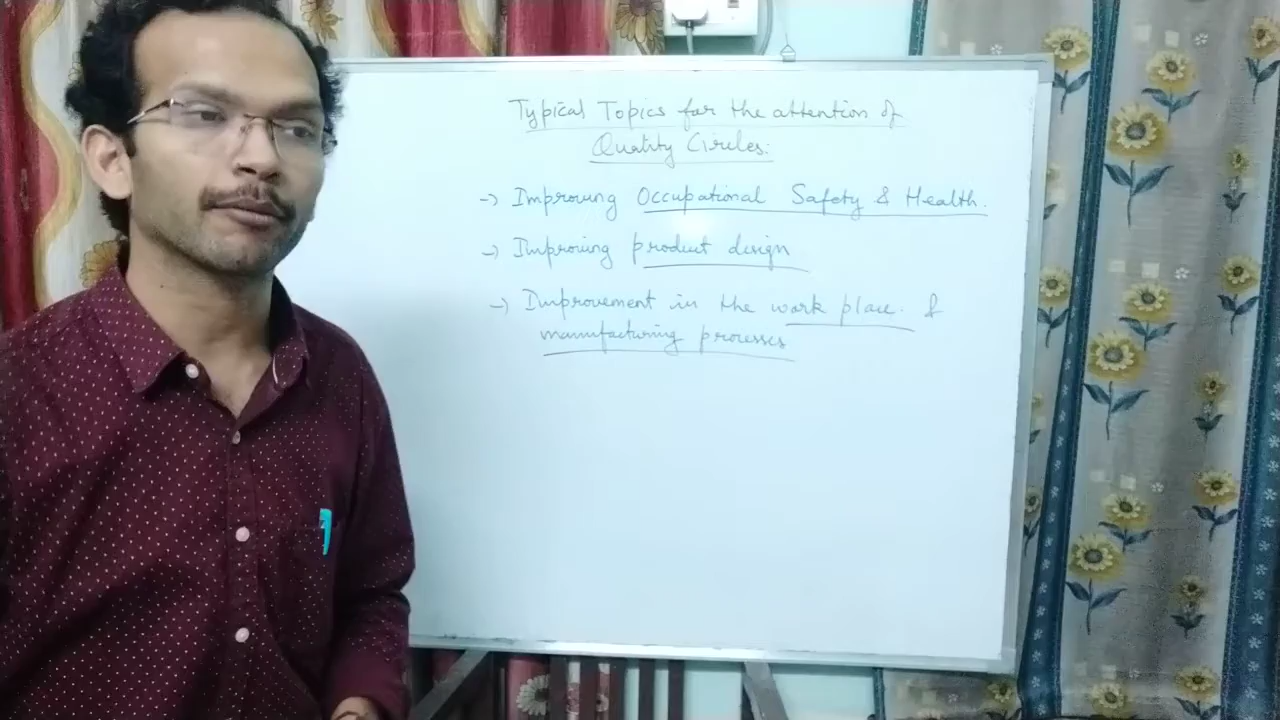 Typical Topics for the attention of
Quality Circles:
→ Improving Occupational Safety & Health.
→ Improving product design
→ Improvement in the work place. &
manufacturing processes